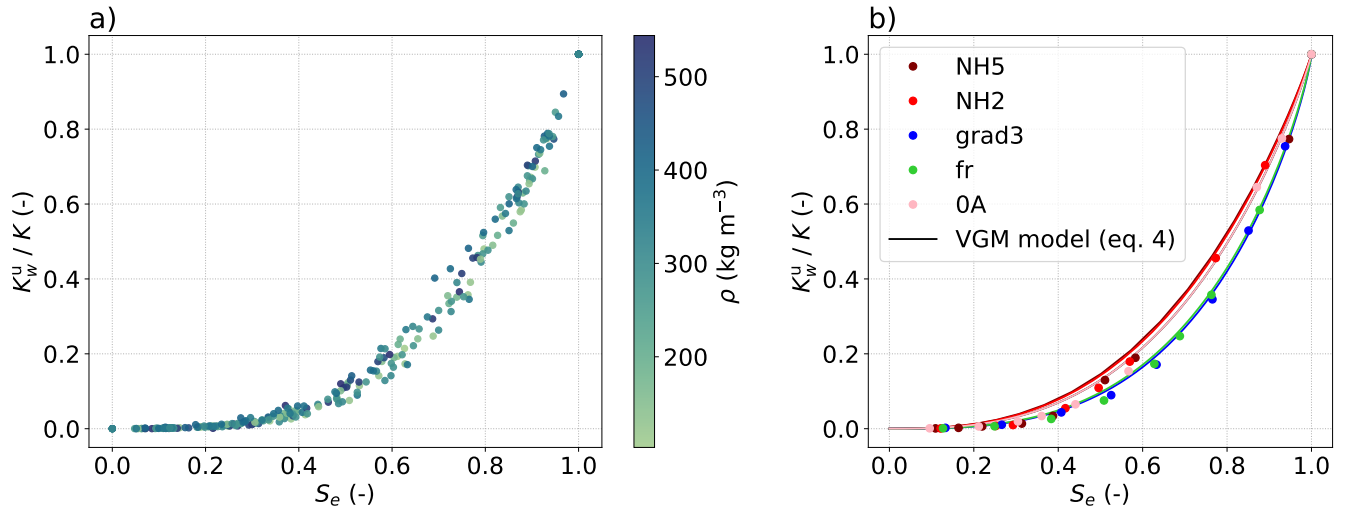 a)
1.0
0.8
0.6
0.4
0.2
0.0
K_w^u / K (-)
0.0 0.2 0.4 0.6 0.8 1.0
S_e (-)
500
400
300
200
ρ (kg m⁻³)
b)
NH5
NH2
grad3
fr
0A
VGM model (eq. 4)
1.0
0.8
0.6
0.4
0.2
0.0
K_w^u / K (-)
0.0 0.2 0.4 0.6 0.8 1.0
S_e (-)